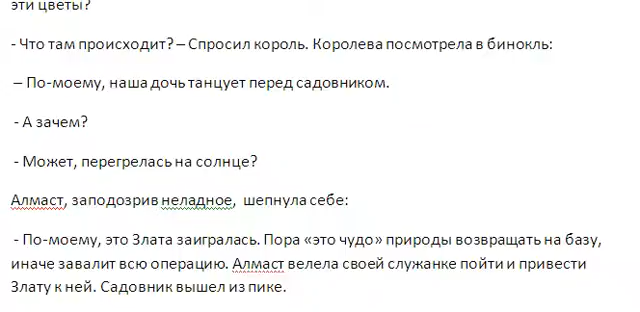 эти цветы?
- Что там происходит? – Спросил король. Королева посмотрела в бинокль:
– По-моему, наша дочь танцует перед садовником.
- А зачем?
- Может, перегрелась на солнце?
Алмаст, заподозрив неладное,  шепнула себе:
- По-моему, это Злата заигралась. Пора «это чудо» природы возвращать на базу,
иначе завалит всю операцию. Алмаст велела своей служанке пойти и привести
Злату к ней. Садовник вышел из пике.